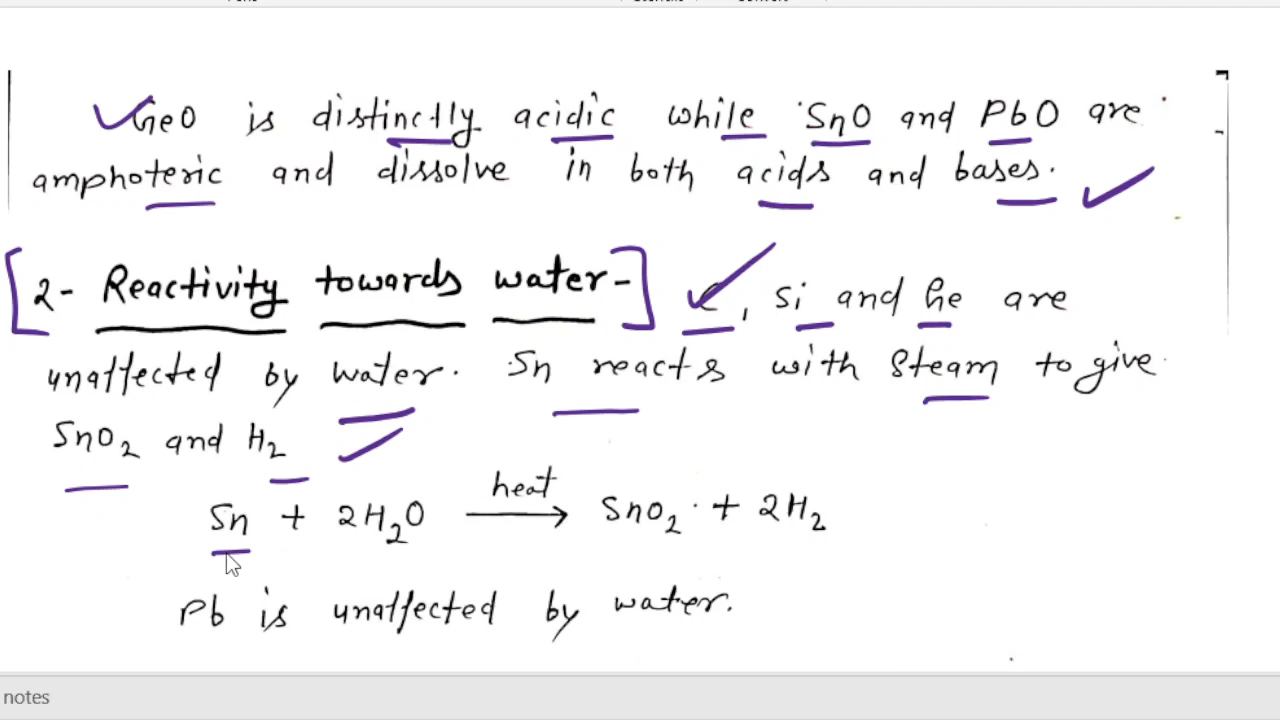 GeO is distinctly acidic while SnO and PbO are
amphoteric and dissolve in both acids and bases.
2- Reactivity towards water- C, Si and Ge are
unaffected by water. Sn reacts with steam to give
SnO2 and H2
Sn + 2H2O heat → SnO2 + 2H2
Pb is unaffected by water.
notes